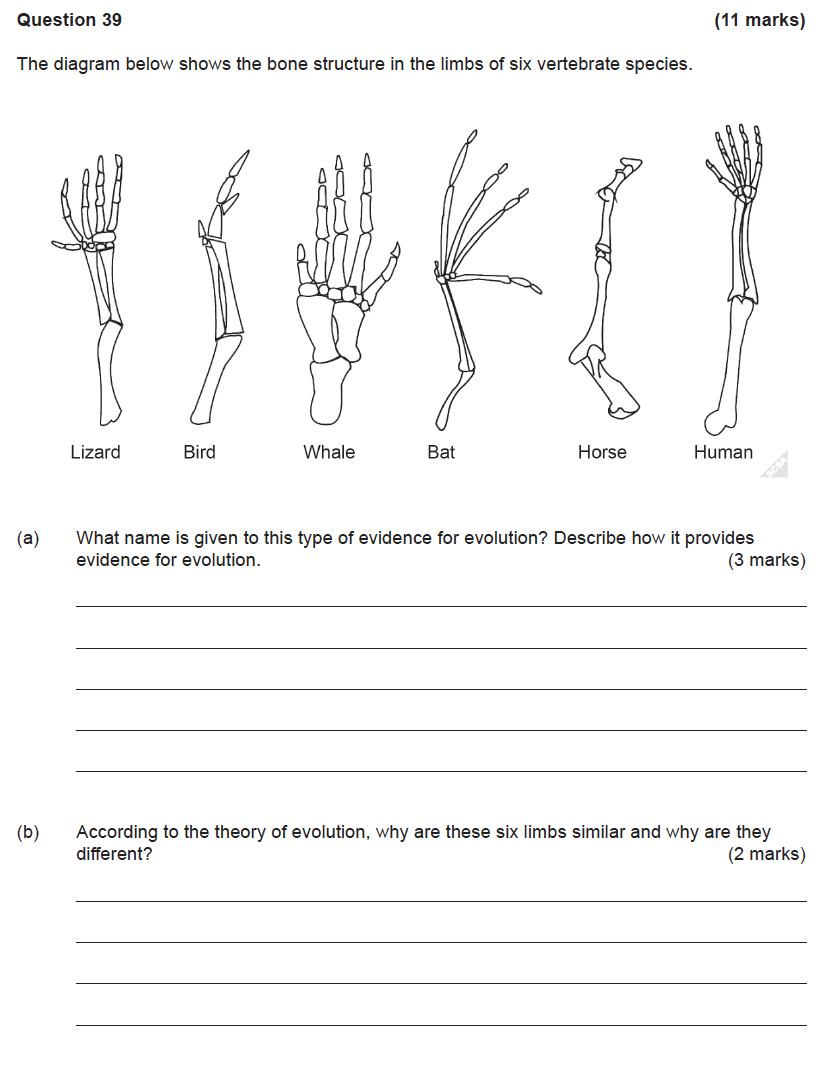 Question 39 (11 marks)
The diagram below shows the bone structure in the limbs of six vertebrate species.
Lizard Bird Whale Bat Horse Human
SCSA
(a) What name is given to this type of evidence for evolution? Describe how it provides
evidence for evolution. (3 marks)
(b) According to the theory of evolution, why are these six limbs similar and why are they
different? (2 marks)